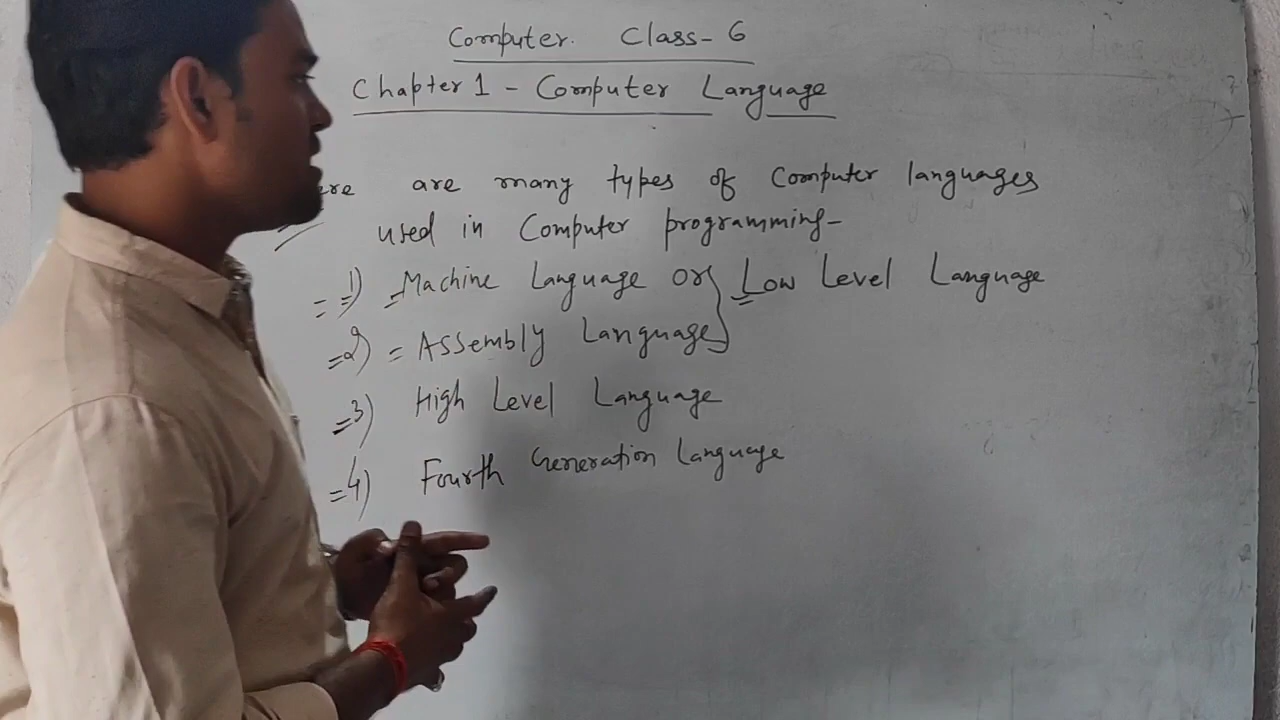 Computer. Class-6
Chapter 1 - Computer Language
ere are many types of Computer languages
used in Computer programming-
= =1) =Machine Language or} Low Level Language
=2) = Assembly Language
=3) High Level Language
=4) Fourth Generation Language